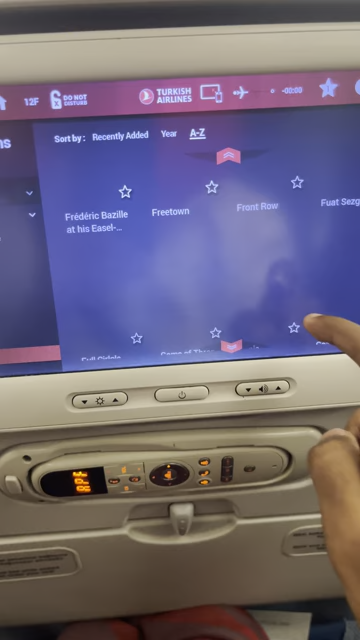 12F
DO NOT
DISTURB
TURKISH
AIRLINES
-00:00
Sort by: Recently Added Year A-Z
Frédéric Bazille
at his Easel-...
Freetown
Front Row
Fuat Sezg